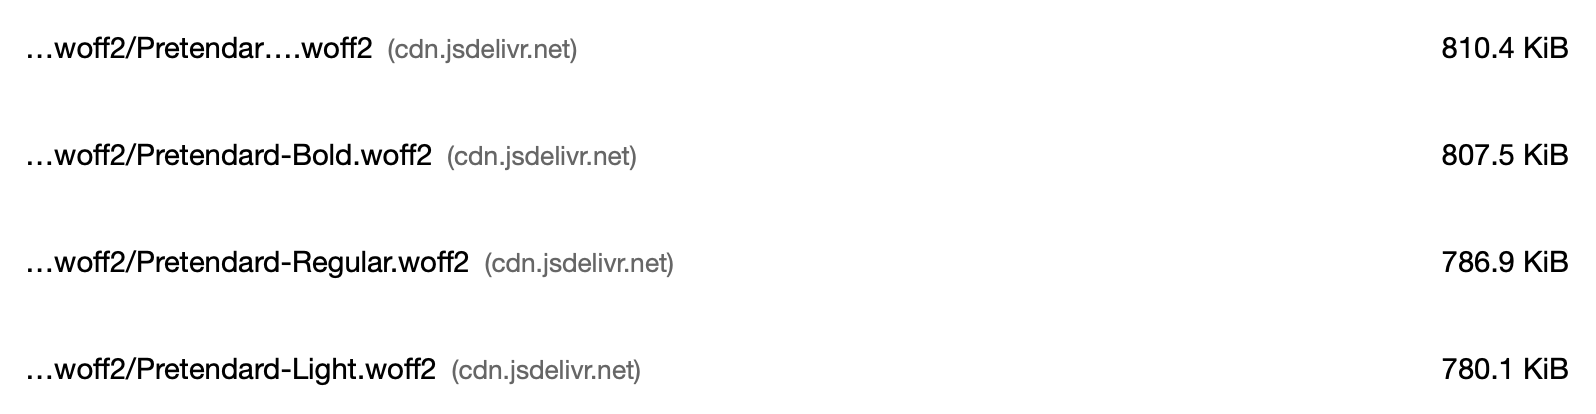 …woff2/Pretendar….woff2 (cdn.jsdelivr.net) 810.4 KiB
…woff2/Pretendard-Bold.woff2 (cdn.jsdelivr.net) 807.5 KiB
…woff2/Pretendard-Regular.woff2 (cdn.jsdelivr.net) 786.9 KiB
…woff2/Pretendard-Light.woff2 (cdn.jsdelivr.net) 780.1 KiB